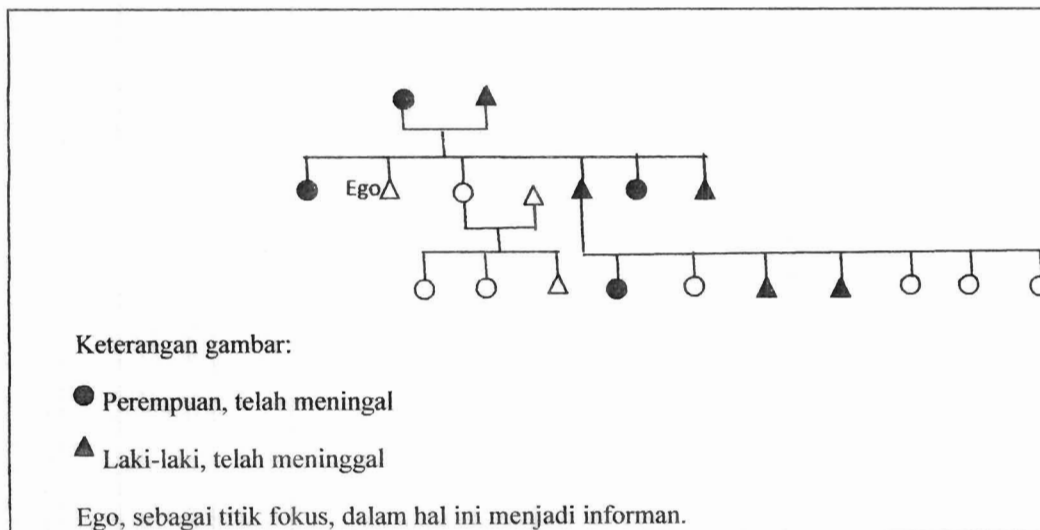 Ego
Keterangan gambar:
Perempuan, telah meningal
Laki-laki, telah meninggal
Ego, sebagai titik fokus, dalam hal ini menjadi informan.